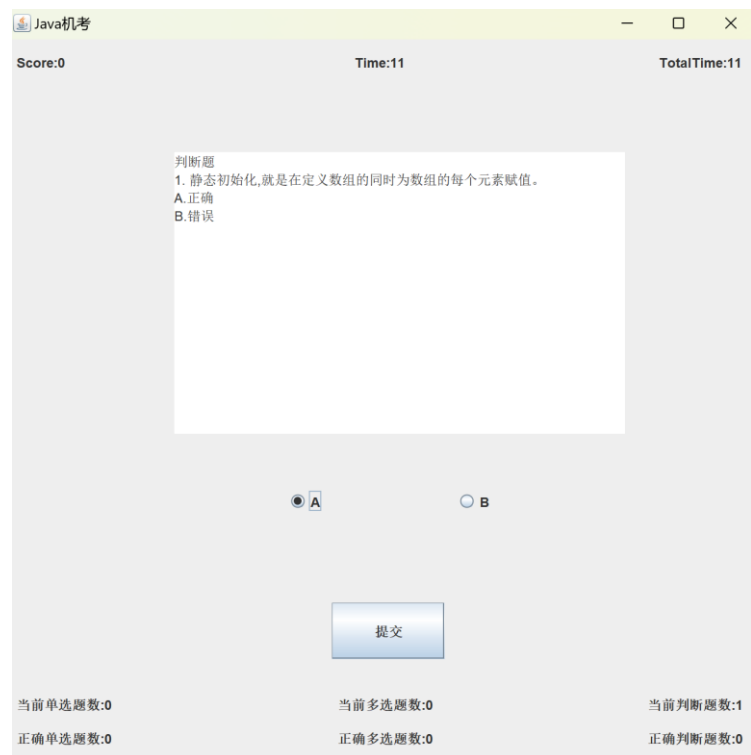 Java机考
Score:0 Time:11 TotalTime:11
判断题
1. 静态初始化,就是在定义数组的同时为数组的每个元素赋值。
A.正确
B.错误
A B
提交
当前单选题数:0 当前多选题数:0 当前判断题数:1
正确单选题数:0 正确多选题数:0 正确判断题数:0